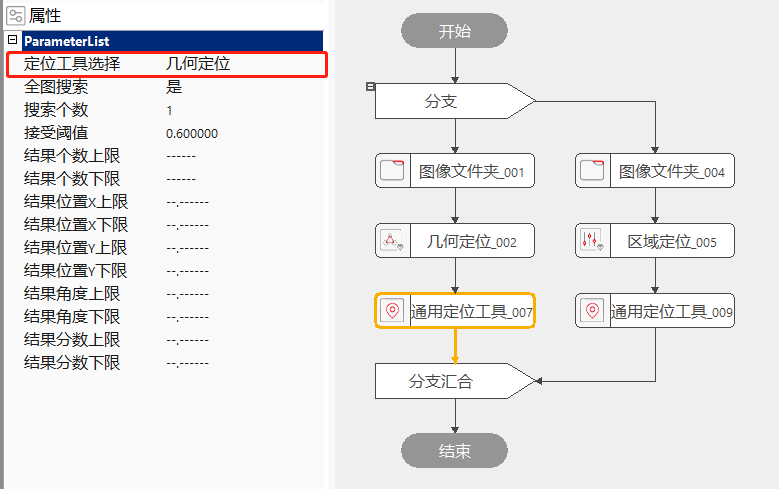 属性
ParameterList
定位工具选择 几何定位
全图搜索 是
搜索个数 1
接受阈值 0.600000
结果个数上限 ------
结果个数下限 ------
结果位置X上限 --.------
结果位置X下限 --.------
结果位置Y上限 --.------
结果位置Y下限 --.------
结果角度上限 --.------
结果角度下限 --.------
结果分数上限 --.------
结果分数下限 --.------
开始
分支
图像文件夹_001
图像文件夹_004
几何定位_002
区域定位_005
通用定位工具_007
通用定位工具_009
分支汇合
结束